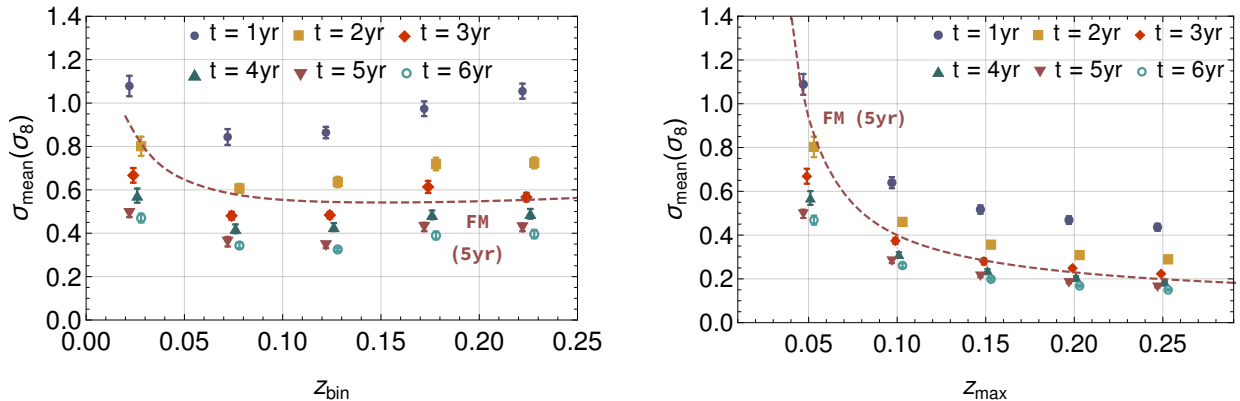 1.4
1.2
1.0
0.8
0.6
0.4
0.2
0.0
σmean(σ8)
t = 1yr t = 2yr t = 3yr
t = 4yr t = 5yr t = 6yr
FM
(5yr)
0.00 0.05 0.10 0.15 0.20 0.25
zbin
1.4
1.2
1.0
0.8
0.6
0.4
0.2
0.0
σmean(σ8)
t = 1yr t = 2yr t = 3yr
t = 4yr t = 5yr t = 6yr
FM (5yr)
0.05 0.10 0.15 0.20 0.25
zmax